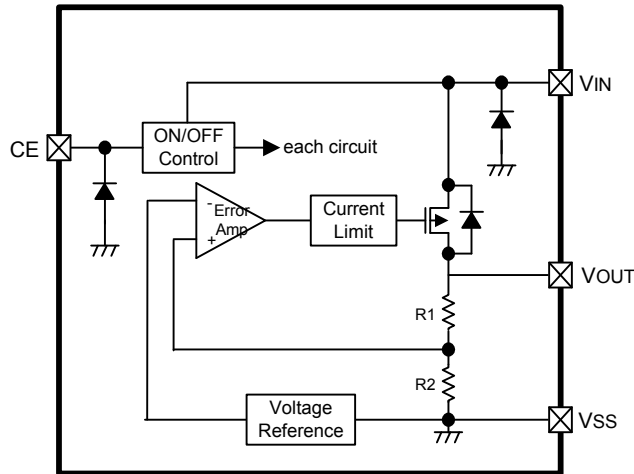 VIN
CE
ON/OFF
Control
each circuit
-
Error
Amp
+
Current
Limit
VOUT
R1
R2
Voltage
Reference
VSS